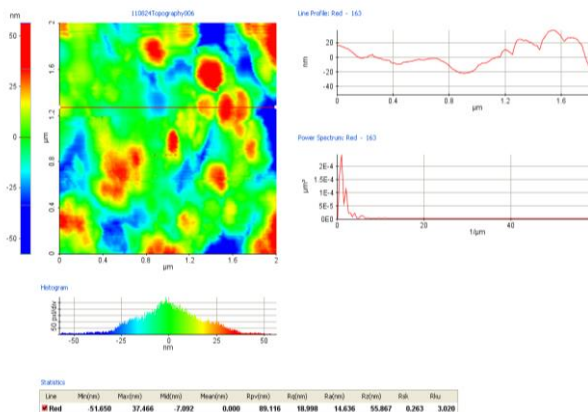 nm
110824Topography006
50
25
0
-25
-50
2
1.6
1.2
0.8
0.4
0
µm
0 0.4 0.8 1.2 1.6 2
µm
Line Profile: Red - 163
nm
20
0
-20
-40
0 0.4 0.8 1.2 1.6
µm
Power Spectrum: Red - 163
µm³
2E-4
1.5E-4
1E-4
5E-5
0E0
0 20 40
1/µm
Histogram
-50 -25 0 25 50
nm
Statistics
Line Min(nm) Max(nm) Mid(nm) Mean(nm) Rpv(nm) Rq(nm) Ra(nm) Rz(nm) Rsk Rku
Red -51.650 37.466 -7.092 0.000 89.116 18.998 14.636 55.867 0.263 3.028